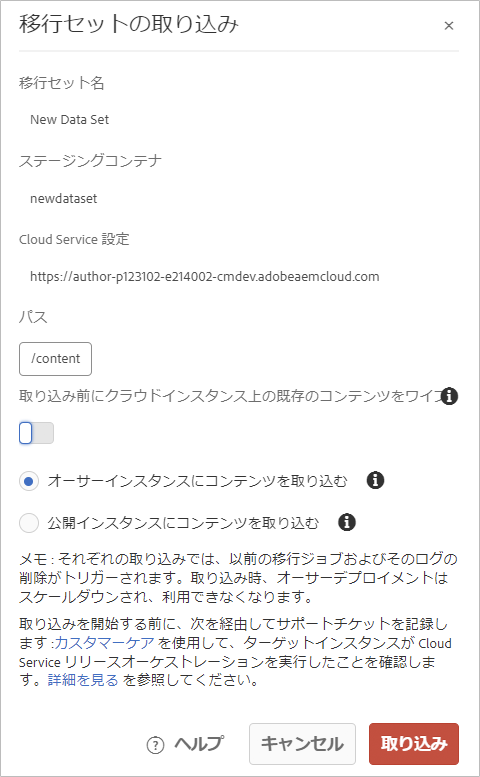 移行セットの取り込み
×
移行セット名
New Data Set
ステージングコンテナ
newdataset
Cloud Service 設定
https://author-p123102-e214002-cmdev.adobeaemcloud.com
パス
/content
取り込み前にクラウドインスタンス上の既存のコンテンツをワイプ
オーサーインスタンスにコンテンツを取り込む
公開インスタンスにコンテンツを取り込む
メモ : それぞれの取り込みでは、以前の移行ジョブおよびそのログの
削除がトリガーされます。取り込み時、オーサーデプロイメントは
スケールダウンされ、利用できなくなります。
取り込みを開始する前に、次を経由してサポートチケットを記録し
ます :カスタマーケア を使用して、ターゲットインスタンスが Cloud
Service リリースオーケストレーションを実行したことを確認しま
す。詳細を見る を参照してください。
? ヘルプ キャンセル 取り込み